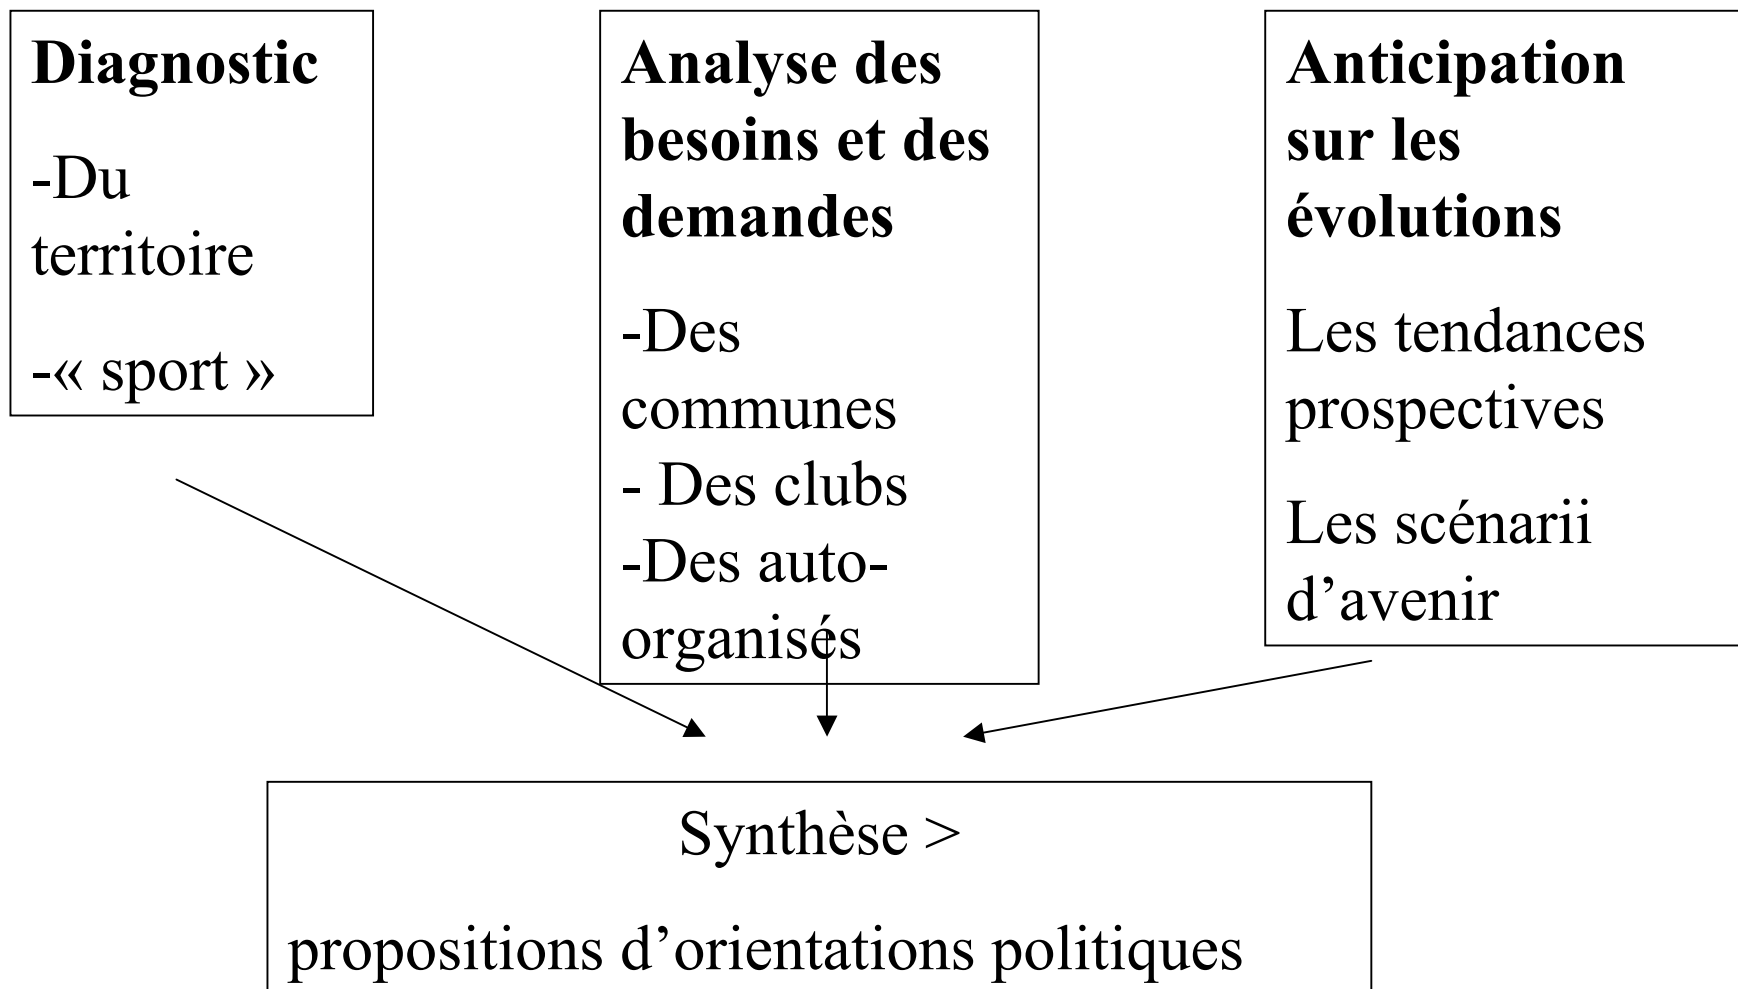 Diagnostic
-Du
territoire
-« sport »
Analyse des
besoins et des
demandes
-Des
communes
- Des clubs
-Des auto-
organisés
Anticipation
sur les
évolutions
Les tendances
prospectives
Les scénarii
d’avenir
Synthèse >
propositions d’orientations politiques